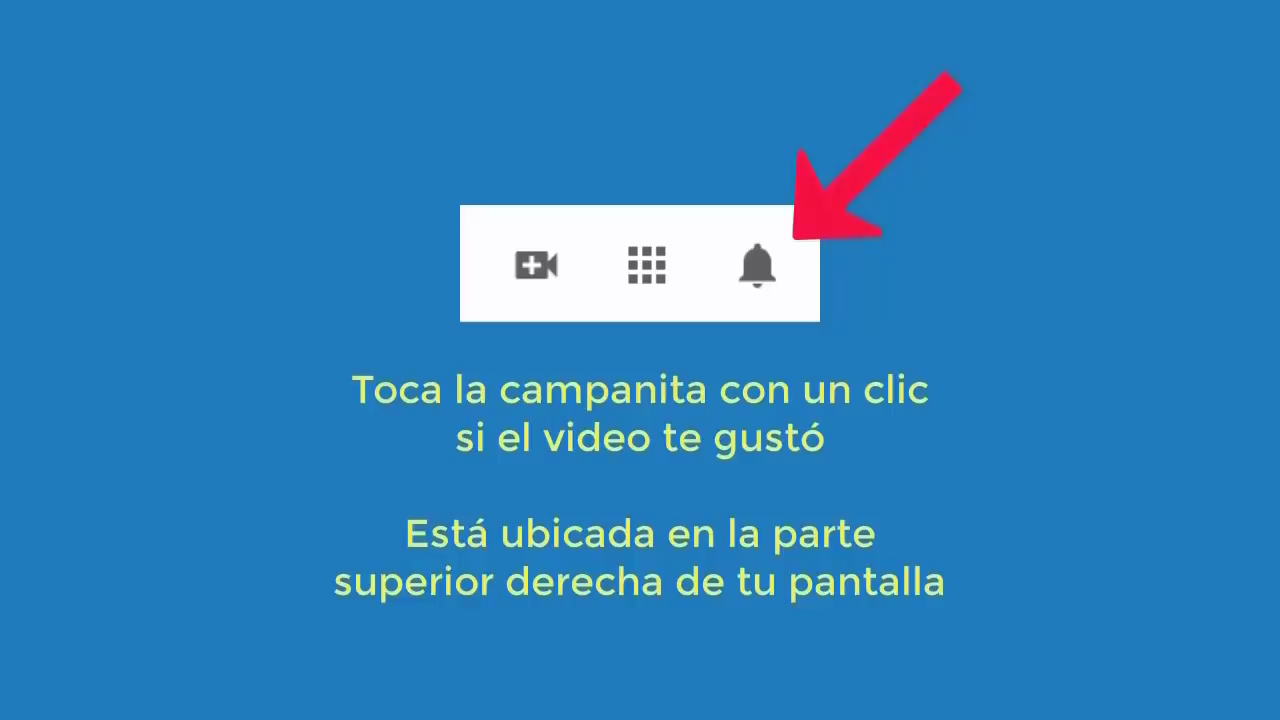 Toca la campanita con un clic
si el video te gustó
Está ubicada en la parte
superior derecha de tu pantalla